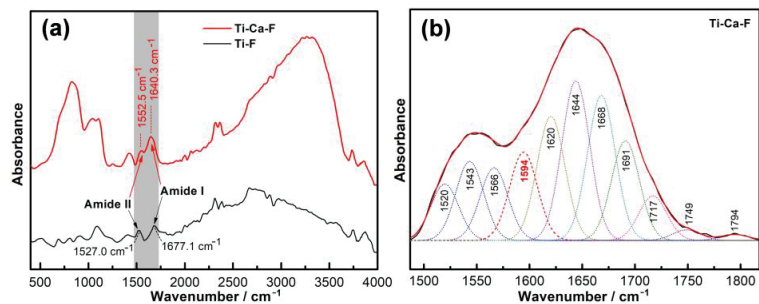 (a)
Ti-Ca-F
Ti-F
1552.5 cm⁻¹
1640.3 cm⁻¹
Amide II
Amide I
1527.0 cm⁻¹
1677.1 cm⁻¹
Absorbance
500 1000 1500 2000 2500 3000 3500 4000
Wavenumber / cm⁻¹
(b)
Ti-Ca-F
1520
1543
1566
1594
1620
1644
1668
1691
1717
1749
1794
Absorbance
1500 1550 1600 1650 1700 1750 1800
Wavenumber / cm⁻¹